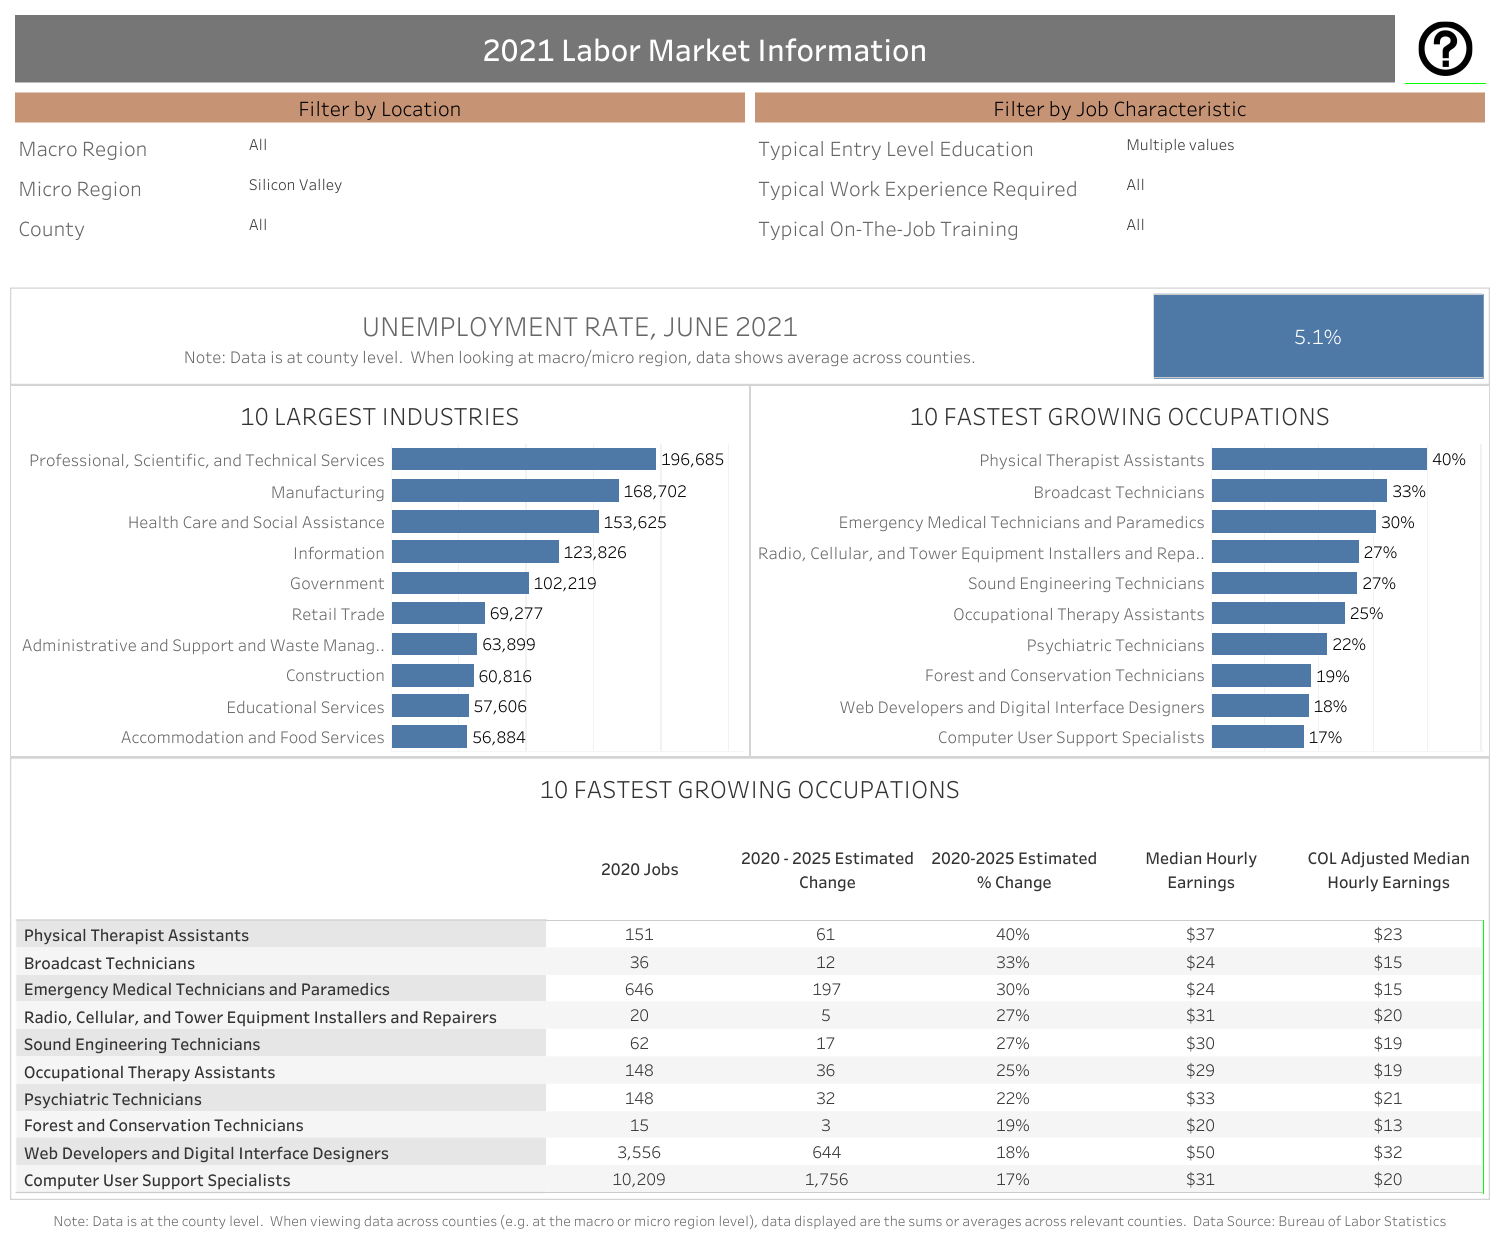 2021 Labor Market Information
?
Filter by Location
Macro Region All
Micro Region Silicon Valley
County All
Filter by Job Characteristic
Typical Entry Level Education Multiple values
Typical Work Experience Required All
Typical On-The-Job Training All
UNEMPLOYMENT RATE, JUNE 2021
Note: Data is at county level. When looking at macro/micro region, data shows average across counties.
5.1%
10 LARGEST INDUSTRIES
Professional, Scientific, and Technical Services 196,685
Manufacturing 168,702
Health Care and Social Assistance 153,625
Information 123,826
Government 102,219
Retail Trade 69,277
Administrative and Support and Waste Manag.. 63,899
Construction 60,816
Educational Services 57,606
Accommodation and Food Services 56,884
10 FASTEST GROWING OCCUPATIONS
Physical Therapist Assistants 40%
Broadcast Technicians 33%
Emergency Medical Technicians and Paramedics 30%
Radio, Cellular, and Tower Equipment Installers and Repa.. 27%
Sound Engineering Technicians 27%
Occupational Therapy Assistants 25%
Psychiatric Technicians 22%
Forest and Conservation Technicians 19%
Web Developers and Digital Interface Designers 18%
Computer User Support Specialists 17%
10 FASTEST GROWING OCCUPATIONS
2020 Jobs
2020 - 2025 Estimated
Change
2020-2025 Estimated
% Change
Median Hourly
Earnings
COL Adjusted Median
Hourly Earnings
Physical Therapist Assistants 151 61 40% $37 $23
Broadcast Technicians 36 12 33% $24 $15
Emergency Medical Technicians and Paramedics 646 197 30% $24 $15
Radio, Cellular, and Tower Equipment Installers and Repairers 20 5 27% $31 $20
Sound Engineering Technicians 62 17 27% $30 $19
Occupational Therapy Assistants 148 36 25% $29 $19
Psychiatric Technicians 148 32 22% $33 $21
Forest and Conservation Technicians 15 3 19% $20 $13
Web Developers and Digital Interface Designers 3,556 644 18% $50 $32
Computer User Support Specialists 10,209 1,756 17% $31 $20
Note: Data is at the county level. When viewing data across counties (e.g. at the macro or micro region level), data displayed are the sums or averages across relevant counties. Data Source: Bureau of Labor Statistics